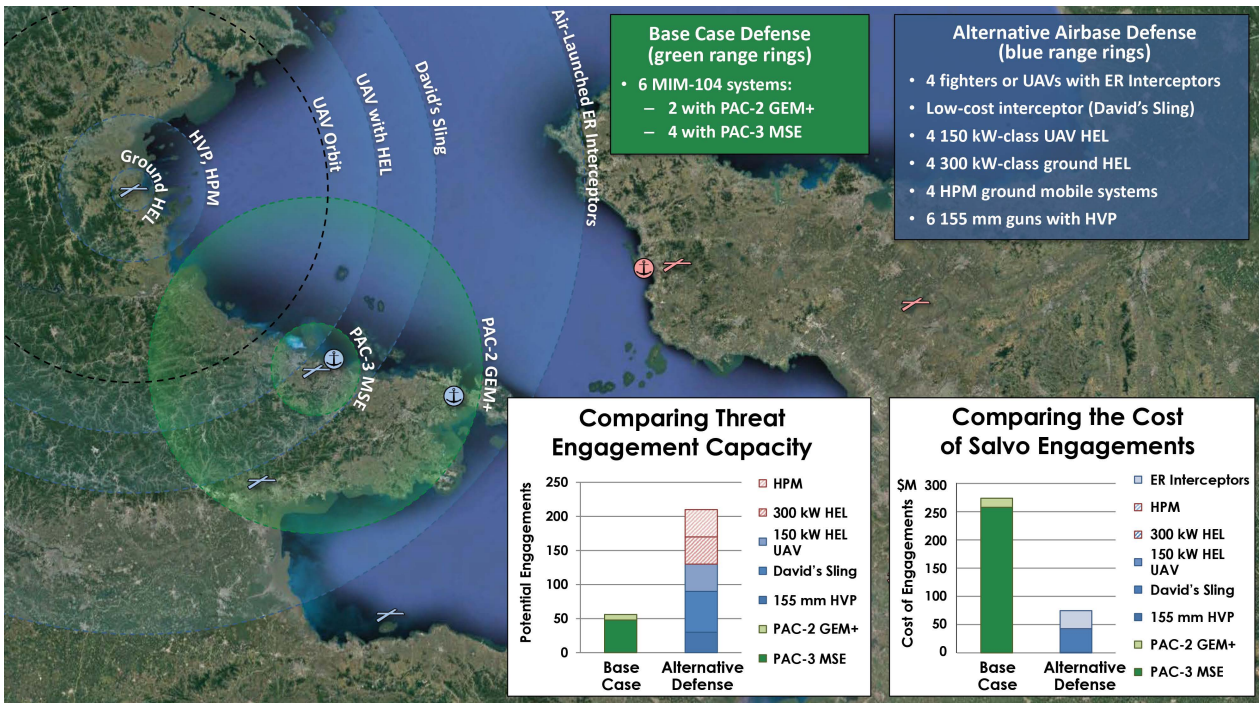 Base Case Defense
(green range rings)
• 6 MIM-104 systems:
– 2 with PAC-2 GEM+
– 4 with PAC-3 MSE
Alternative Airbase Defense
(blue range rings)
• 4 fighters or UAVs with ER Interceptors
• Low-cost interceptor (David's Sling)
• 4 150 kW-class UAV HEL
• 4 300 kW-class ground HEL
• 4 HPM ground mobile systems
• 6 155 mm guns with HVP
Ground HEL
HVP, HPM
UAV Orbit
UAV with HEL
David's Sling
Air-Launched ER Interceptors
PAC-3 MSE
PAC-2 GEM+
Comparing Threat
Engagement Capacity
Potential Engagements
250
200
150
100
50
0
Base
Case
Alternative
Defense
HPM
300 kW HEL
150 kW HEL
UAV
David's Sling
155 mm HVP
PAC-2 GEM+
PAC-3 MSE
Comparing the Cost
of Salvo Engagements
$M
Cost of Engagements
300
250
200
150
100
50
0
Base
Case
Alternative
Defense
ER Interceptors
HPM
300 kW HEL
150 kW HEL
UAV
David's Sling
155 mm HVP
PAC-2 GEM+
PAC-3 MSE